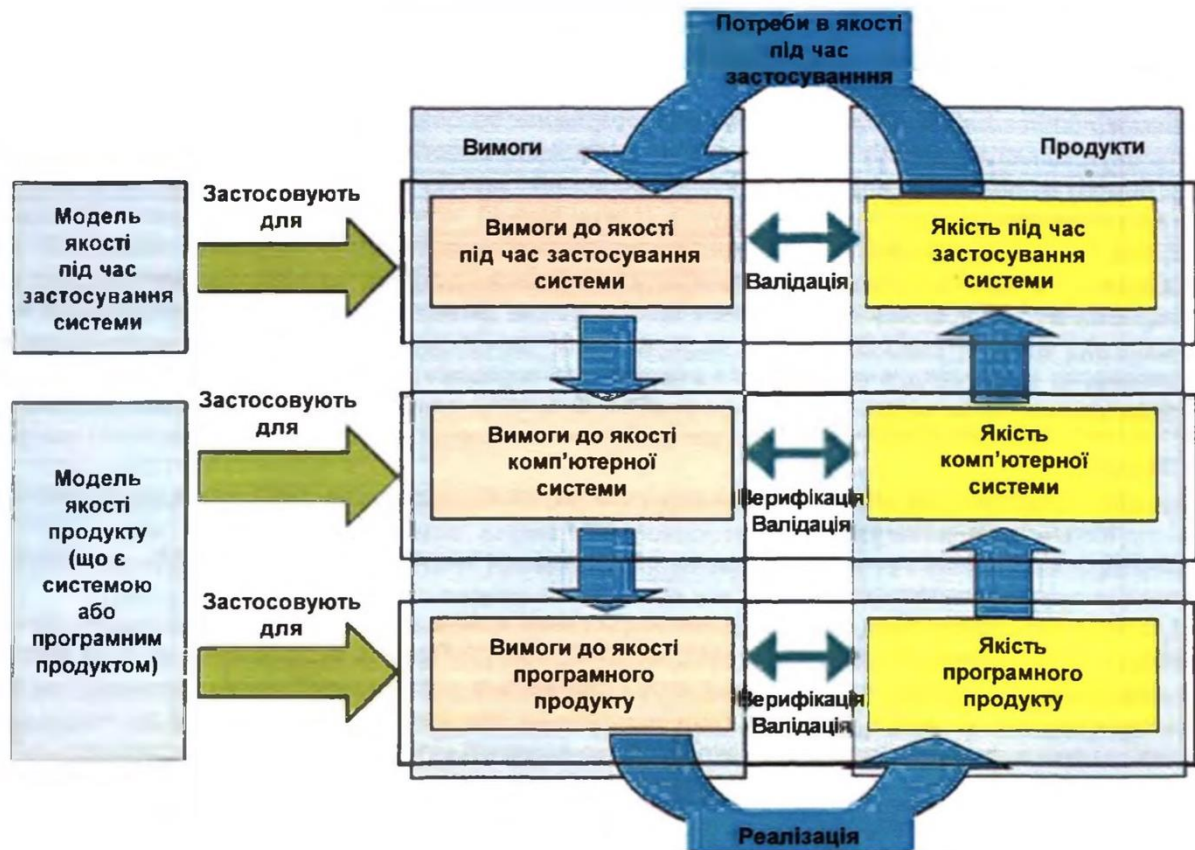 Потреби в якості
під час
застосуванння
Вимоги
Продукти
Модель
якості
під час
застосування
системи
Застосовують
для
Вимоги до якості
під час застосування
системи
Валідація
Якість під час
застосування
системи
Модель
якості
продукту
(що є
системою
або
програмним
продуктом)
Застосовують
для
Вимоги до якості
комп’ютерної
системи
Верифікація
Валідація
Якість
комп’ютерної
системи
Застосовують
для
Вимоги до якості
програмного
продукту
Верифікація
Валідація
Якість
програмного
продукту
Реалізація